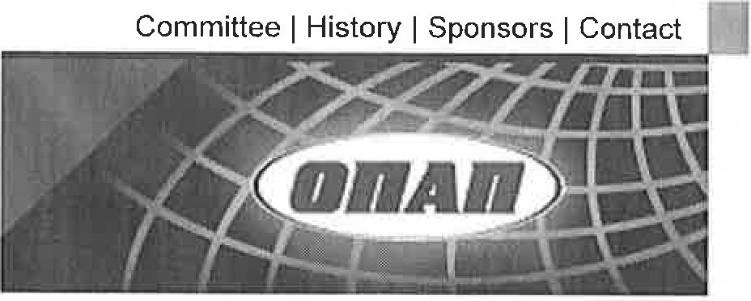 Committee | History | Sponsors | Contact
ΟΠΑΠ